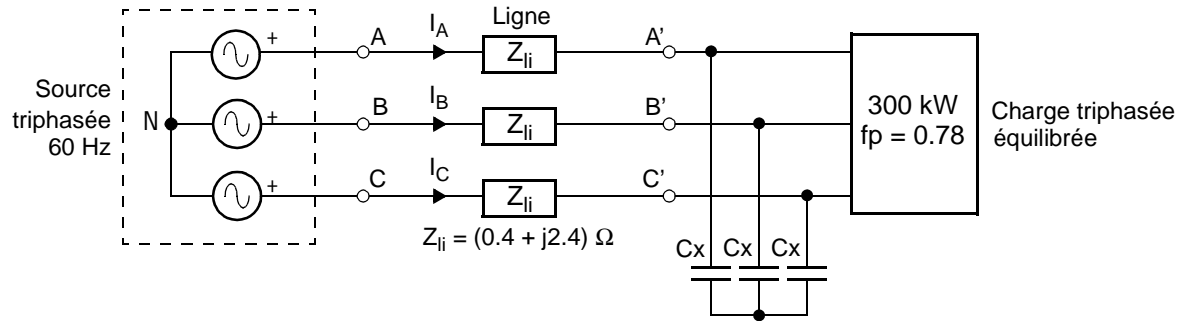 Ligne
A
I_A
Z_li
A’
Source
triphasée
60 Hz
N
+
B
I_B
Z_li
B’
300 kW
fp = 0.78
Charge triphasée
équilibrée
+
+
C
I_C
Z_li
C’
Z_li = (0.4 + j2.4) Ω
Cx
Cx
Cx